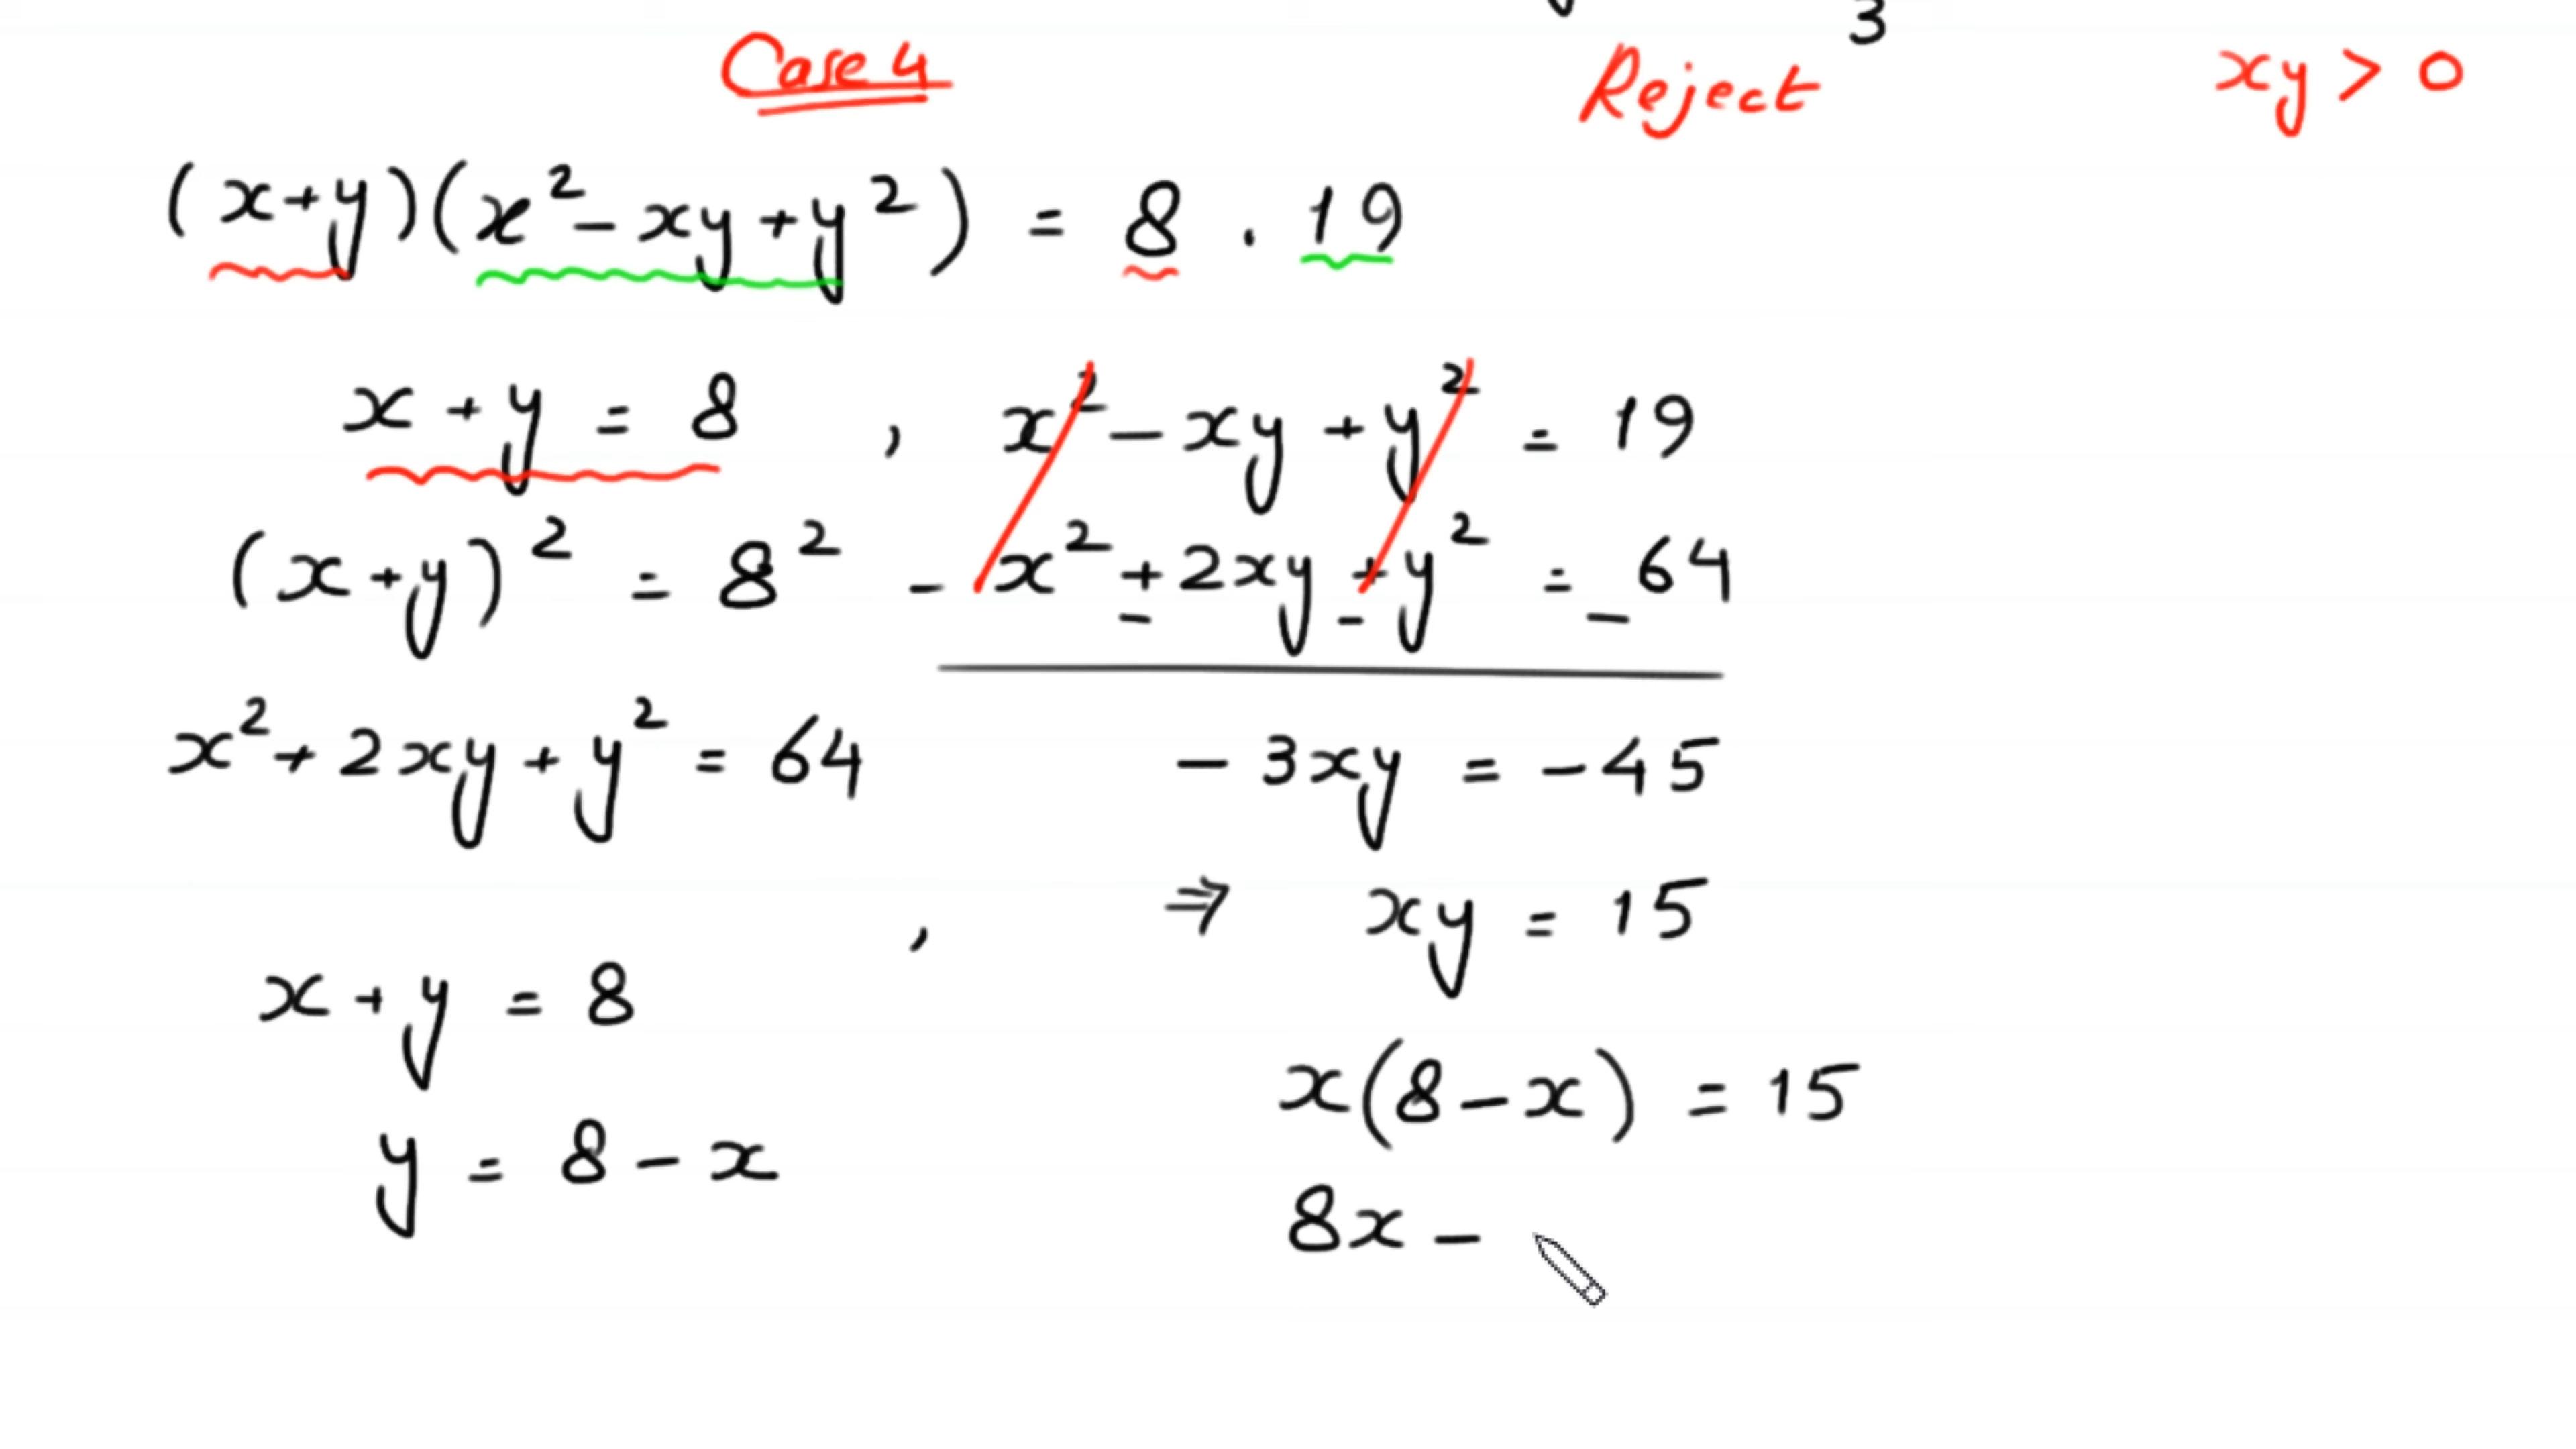 3
Case 4 Reject xy > 0
(x+y)(x² - xy + y²) = 8 . 19
x + y = 8 , x² - xy + y² = 19
(x+y)² = 8² - x² + 2xy + y² = 64
- - -
x² + 2xy + y² = 64 - 3xy = -45
, ⇒ xy = 15
x + y = 8
x(8 - x) = 15
y = 8 - x
8x -